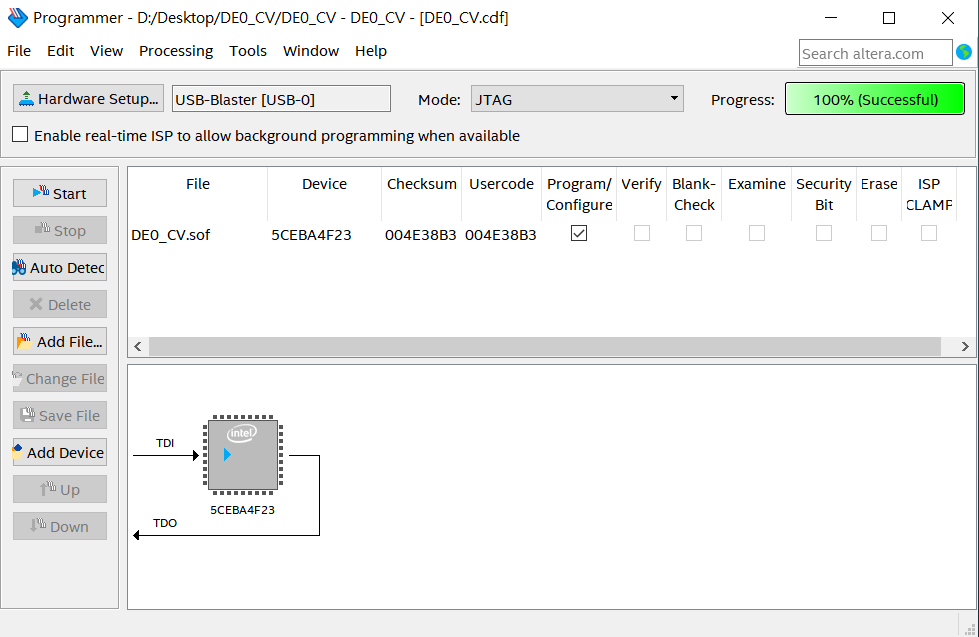 Programmer - D:/Desktop/DE0_CV/DE0_CV - DE0_CV - [DE0_CV.cdf]
File Edit View Processing Tools Window Help
Search altera.com
Hardware Setup... USB-Blaster [USB-0] Mode: JTAG Progress: 100% (Successful)
Enable real-time ISP to allow background programming when available
Start
Stop
Auto Detec
Delete
Add File...
Change File
Save File
Add Device
Up
Down
File Device Checksum Usercode Program/ Verify Blank- Examine Security Erase ISP
Configure Check Bit CLAMP
DE0_CV.sof 5CEBA4F23 004E38B3 004E38B3
intel
TDI
5CEBA4F23
TDO